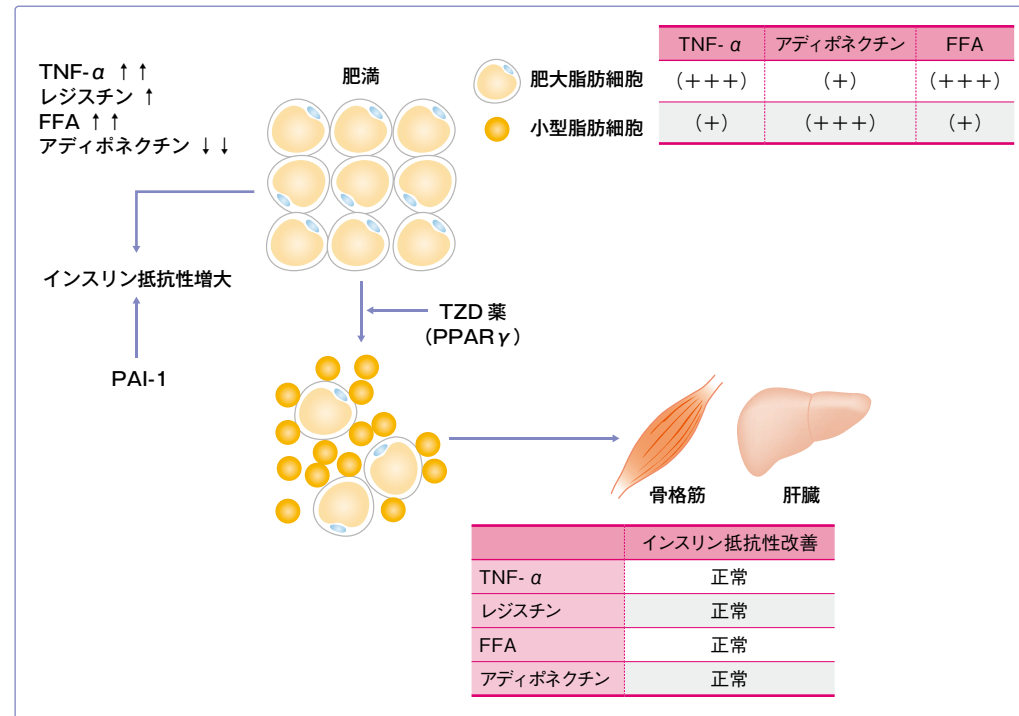 TNF-α ↑ ↑
レジスチン ↑
FFA ↑ ↑
アディポネクチン ↓ ↓
肥満
肥大脂肪細胞
小型脂肪細胞
TNF- α アディポネクチン FFA
(+++) (+) (+++)
(+) (+++) (+)
インスリン抵抗性増大
PAI-1
TZD 薬
(PPARγ)
骨格筋 肝臓
インスリン抵抗性改善
TNF- α 正常
レジスチン 正常
FFA 正常
アディポネクチン 正常